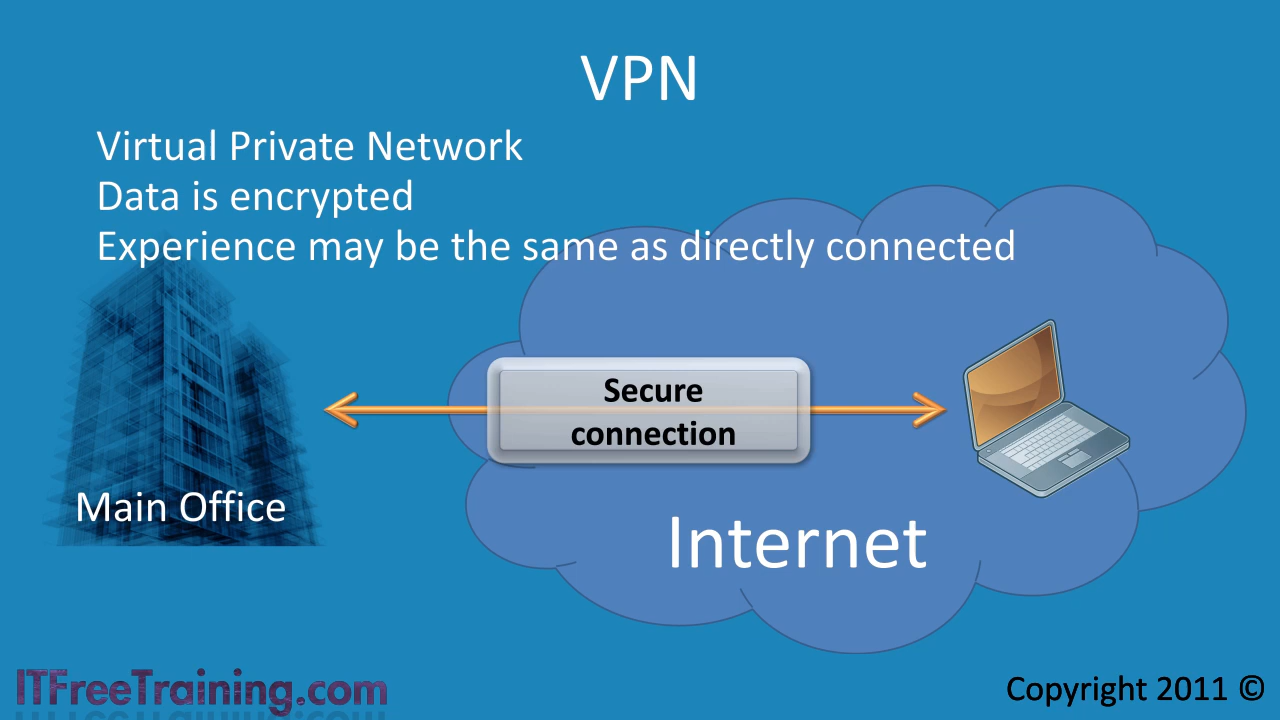 VPN
Virtual Private Network
Data is encrypted
Experience may be the same as directly connected
Secure
connection
Main Office
Internet
ITFreeTraining.com
Copyright 2011 ©